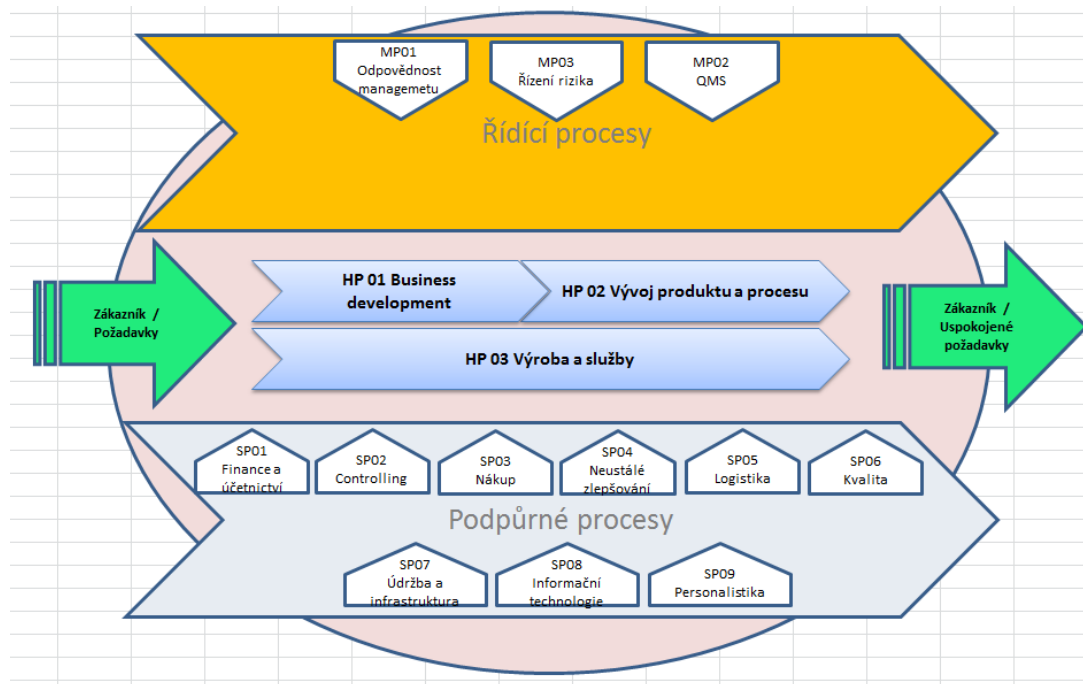 MP01
Odpovědnost
managemetu
MP03
Řízení rizika
MP02
QMS
Řídící procesy
HP 01 Business
development
HP 02 Vývoj produktu a procesu
HP 03 Výroba a služby
Zákazník /
Požadavky
Zákazník /
Uspokojené
požadavky
SP01
Finance a
účetnictví
SP02
Controlling
SP03
Nákup
SP04
Neustálé
zlepšování
SP05
Logistika
SP06
Kvalita
Podpůrné procesy
SP07
Údržba a
infrastruktura
SP08
Informační
technologie
SP09
Personalistika